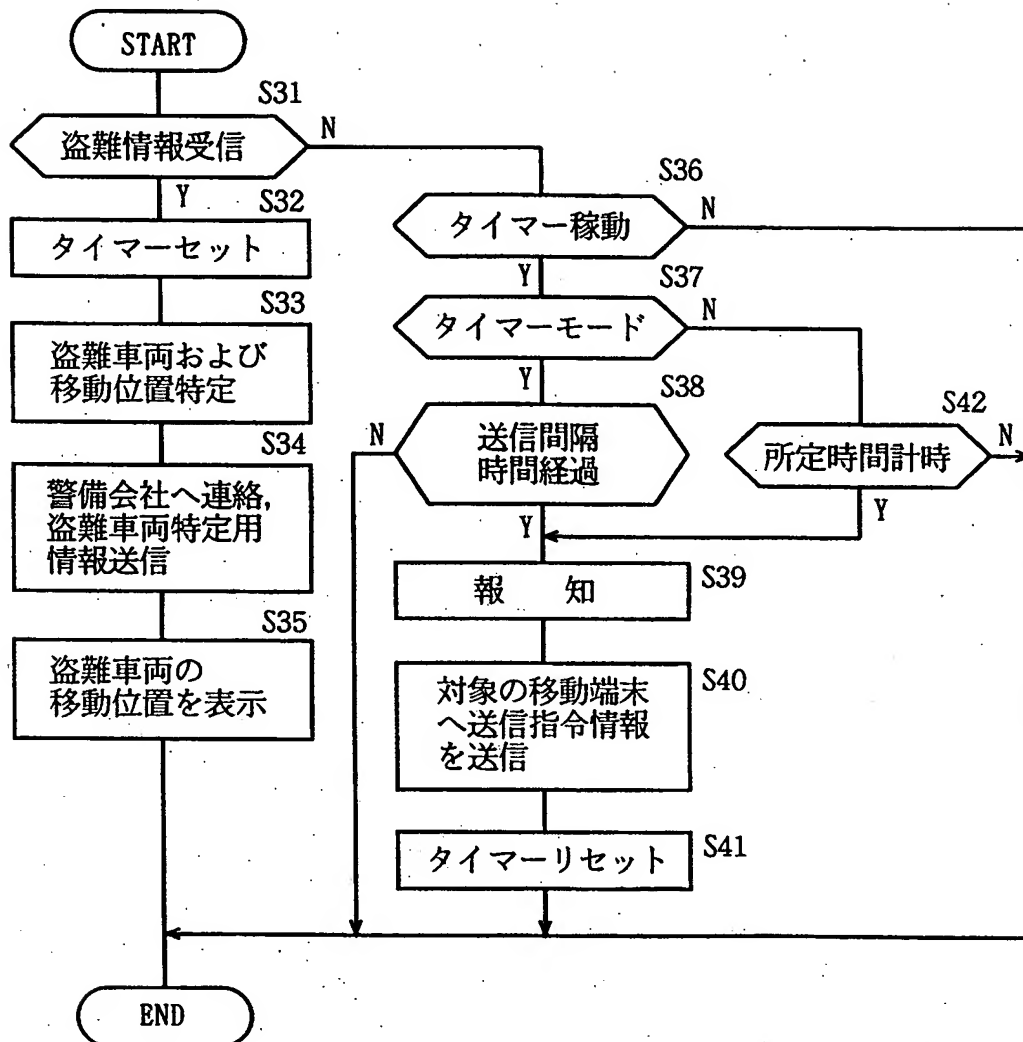 START
S31
盗難情報受信
N
Y
S32
タイマーセット
S33
盗難車両および
移動位置特定
S34
警備会社へ連絡,
盗難車両特定用
情報送信
S35
盗難車両の
移動位置を表示
END
S36
タイマー稼動
N
Y
S37
タイマーモード
N
Y
S38
送信間隔
時間経過
N
Y
S42
所定時間計時
N
Y
S39
報 知
S40
対象の移動端末
へ送信指令情報
を送信
S41
タイマーリセット